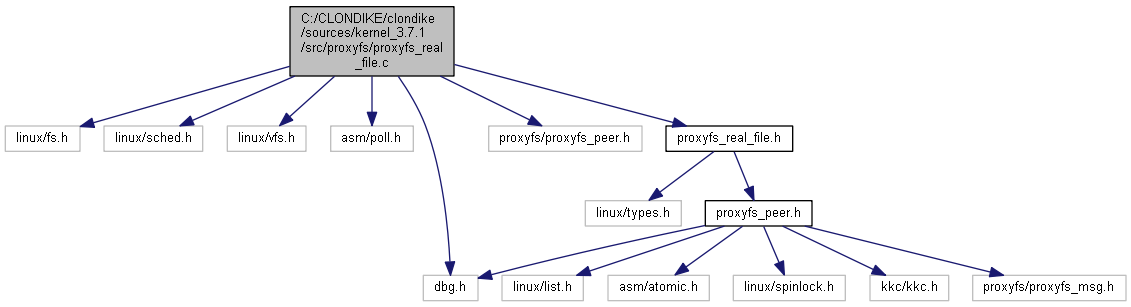 C:/CLONDIKE/clondike
/sources/kernel_3.7.1
/src/proxyfs/proxyfs_real
_file.c
linux/fs.h
linux/sched.h
linux/vfs.h
asm/poll.h
proxyfs/proxyfs_peer.h
proxyfs_real_file.h
linux/types.h
proxyfs_peer.h
dbg.h
linux/list.h
asm/atomic.h
linux/spinlock.h
kkc/kkc.h
proxyfs/proxyfs_msg.h